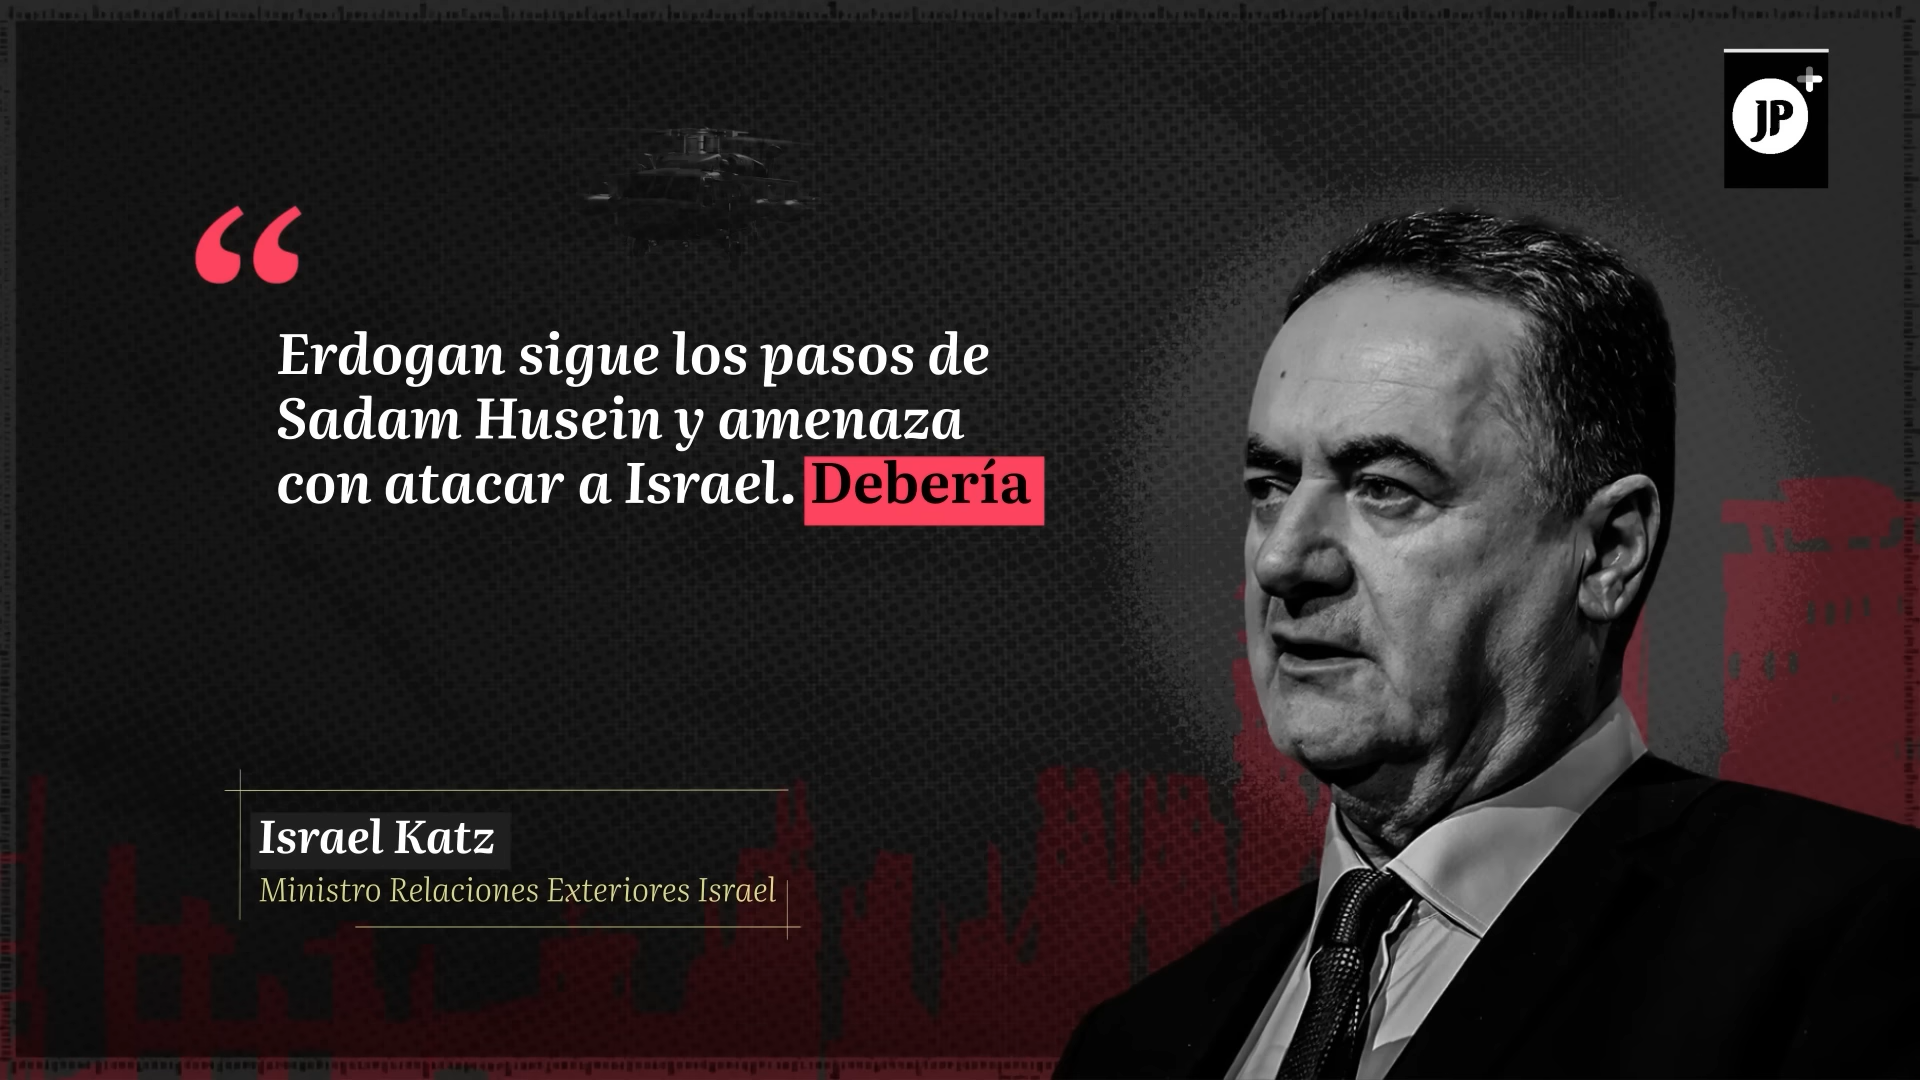 JP+
“
Erdogan sigue los pasos de
Sadam Husein y amenaza
con atacar a Israel. Debería
Israel Katz
Ministro Relaciones Exteriores Israel